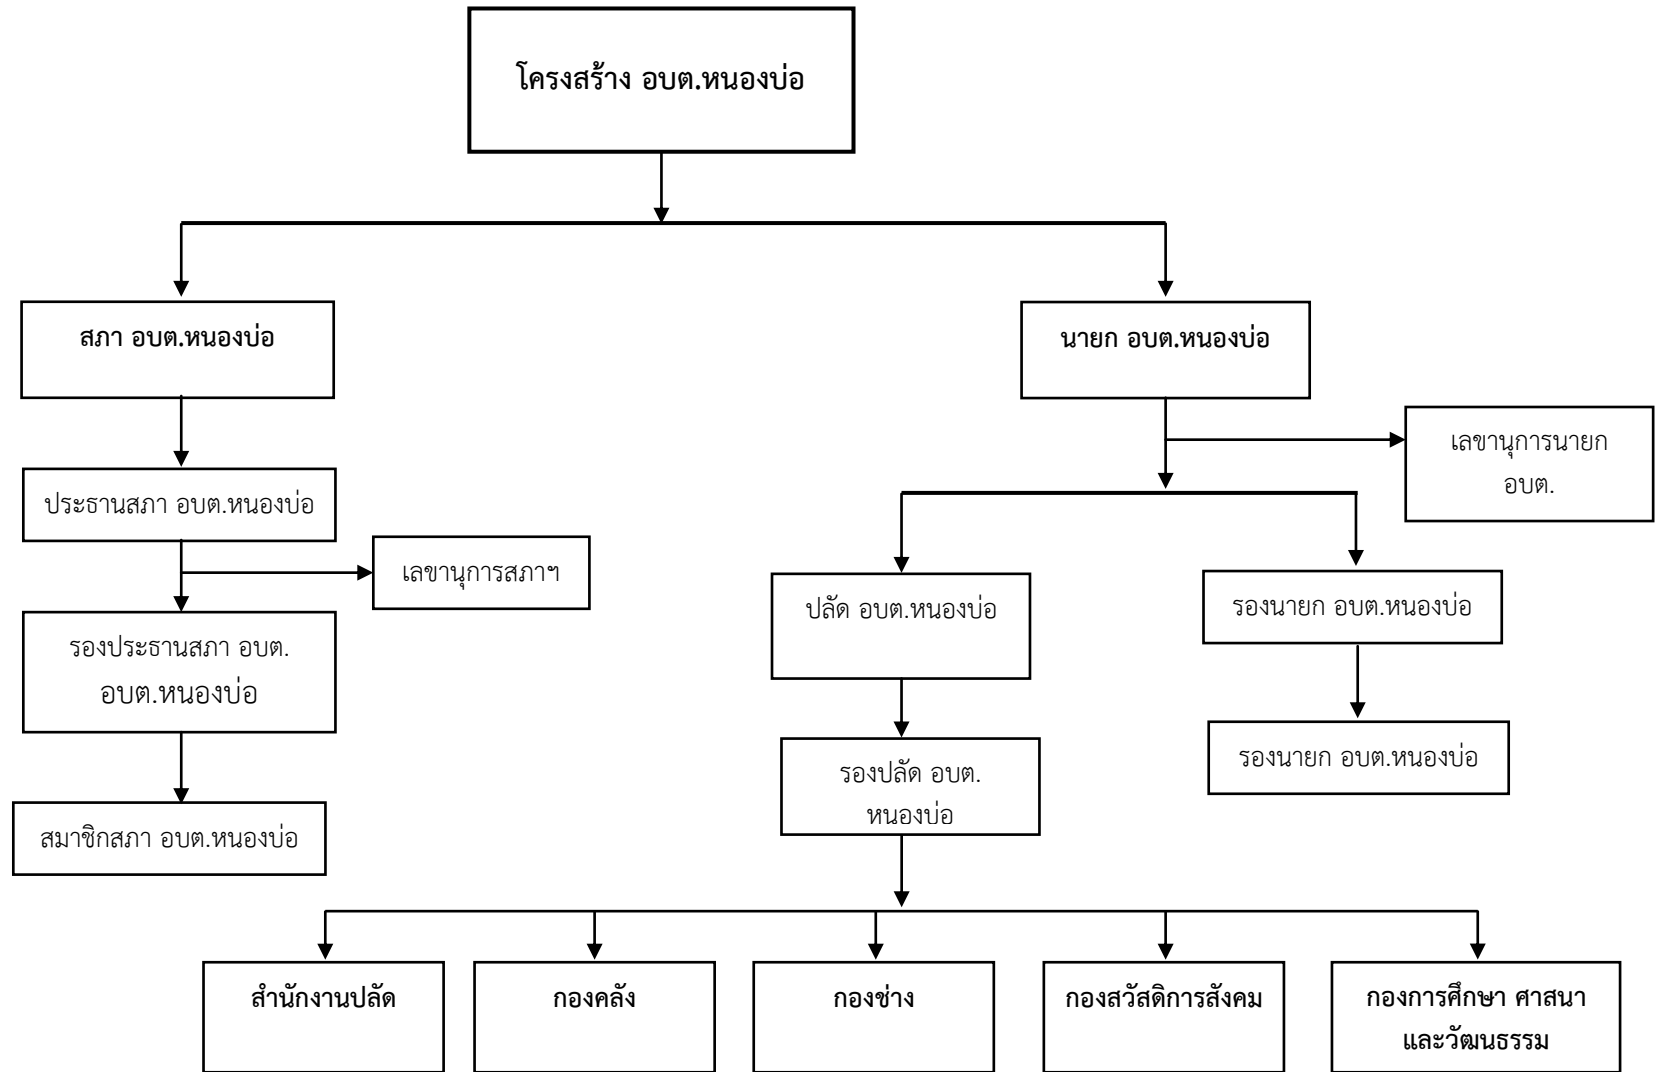 โครงสร้าง อบต.หนองบ่อ
สภา อบต.หนองบ่อ
นายก อบต.หนองบ่อ
เลขานุการนายก
อบต.
ประธานสภา อบต.หนองบ่อ
เลขานุการสภาฯ
ปลัด อบต.หนองบ่อ
รองนายก อบต.หนองบ่อ
รองประธานสภา อบต.
อบต.หนองบ่อ
รองปลัด อบต.
หนองบ่อ
รองนายก อบต.หนองบ่อ
สมาชิกสภา อบต.หนองบ่อ
สำนักงานปลัด
กองคลัง
กองช่าง
กองสวัสดิการสังคม
กองการศึกษา ศาสนา
และวัฒนธรรม